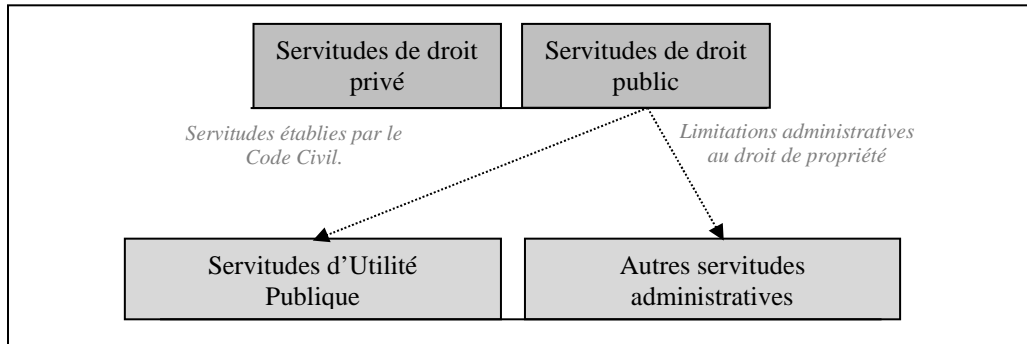 Servitudes de droit
privé
Servitudes de droit
public
Servitudes établies par le
Code Civil.
Limitations administratives
au droit de propriété
Servitudes d'Utilité
Publique
Autres servitudes
administratives